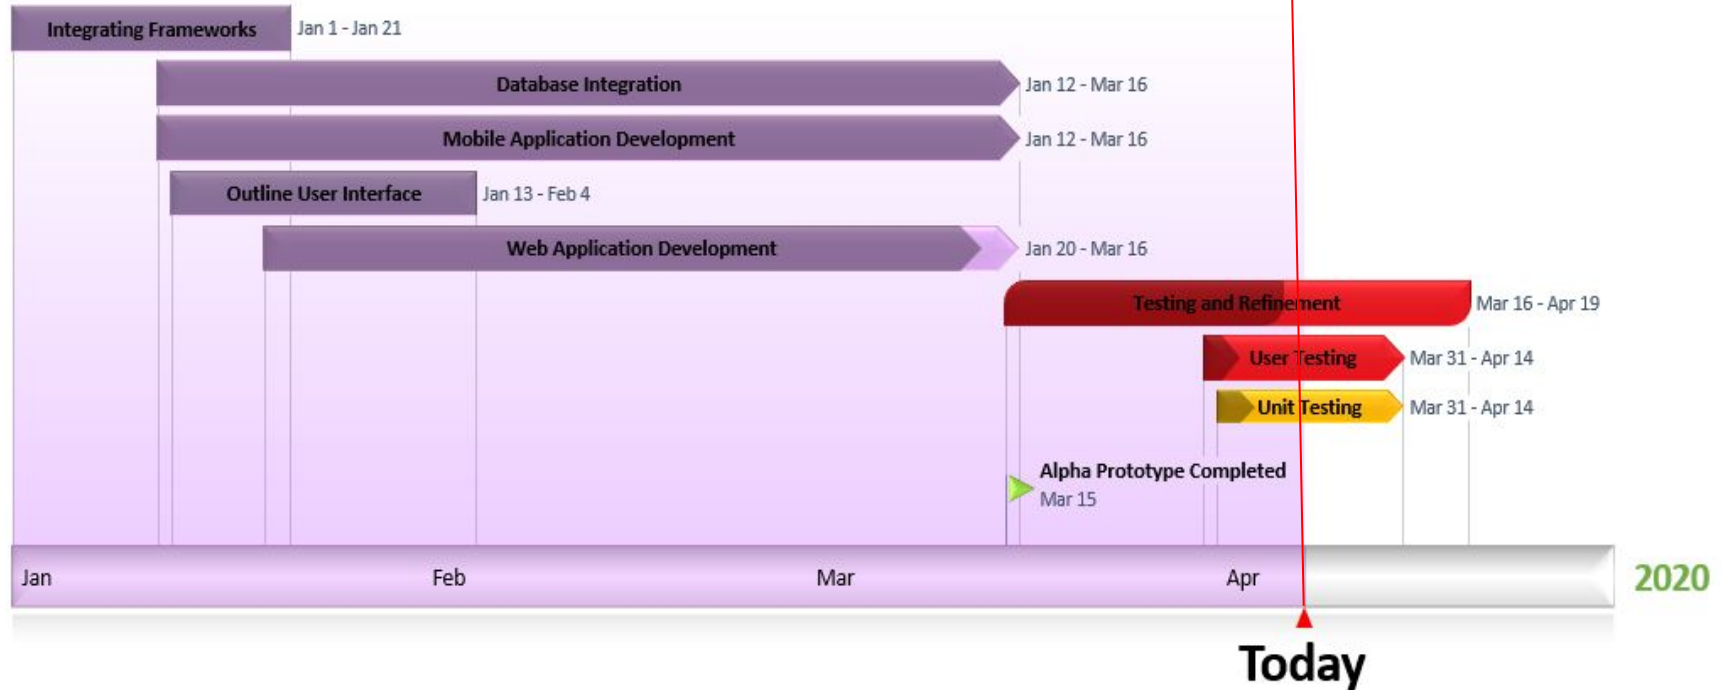 Integrating Frameworks Jan 1 - Jan 21
Database Integration Jan 12 - Mar 16
Mobile Application Development Jan 12 - Mar 16
Outline User Interface Jan 13 - Feb 4
Web Application Development Jan 20 - Mar 16
Testing and Refinement Mar 16 - Apr 19
User Testing Mar 31 - Apr 14
Unit Testing Mar 31 - Apr 14
Alpha Prototype Completed
Mar 15
Jan Feb Mar Apr 2020
Today